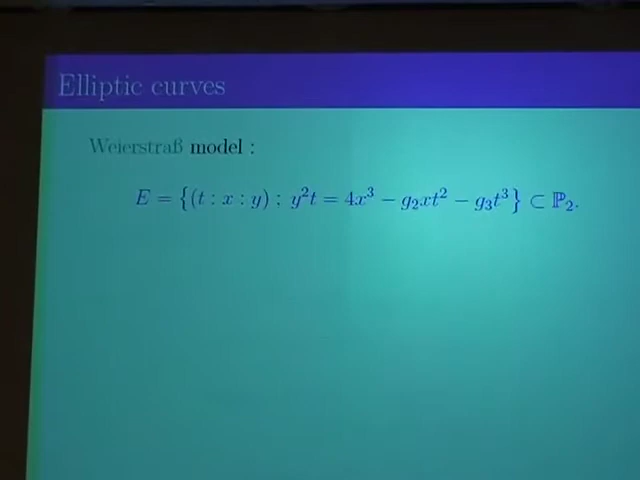 Elliptic curves
Weierstraß model :
E = {(t : x : y) : y²t = 4x³ − g₂xt² − g₃t³} ⊂ ℙ₂.